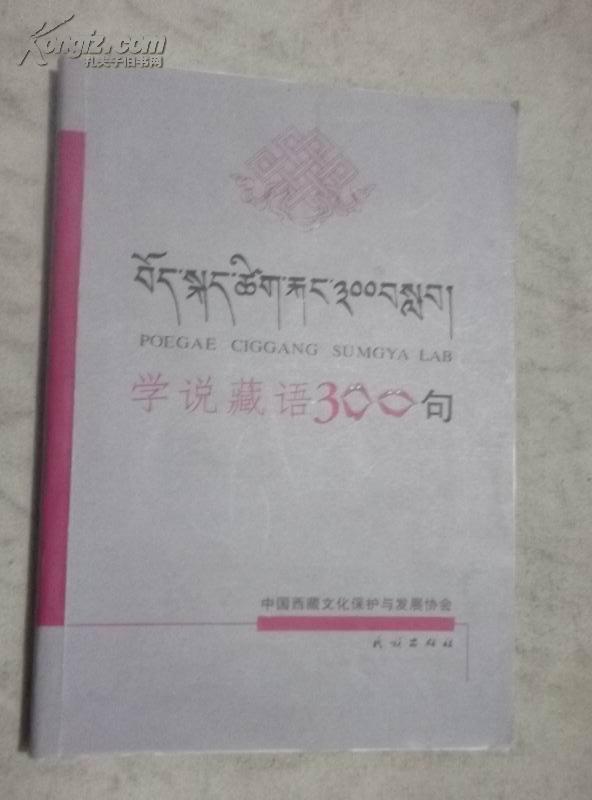 Kongfz.com
孔夫子旧书网
བོད་སྐད་ཚིག་རྐང་༣༠༠བསླབ།
POEGAE CIGGANG SUMGYA LAB
学说藏语300句
中国西藏文化保护与发展协会
民族出版社